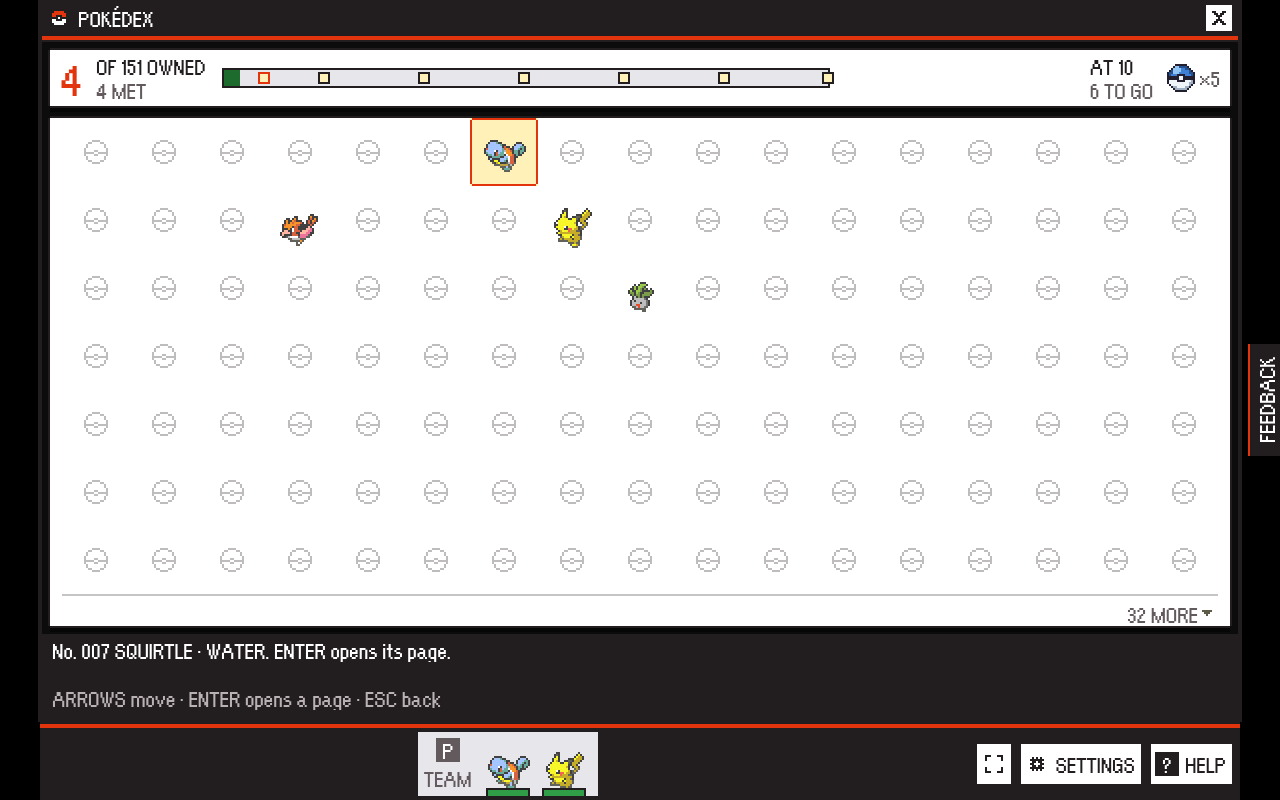 POKÉDEX
X
4
OF 151 OWNED
4 MET
AT 10
6 TO GO
×5
32 MORE
FEEDBACK
No. 007 SQUIRTLE · WATER. ENTER opens its page.
ARROWS move · ENTER opens a page · ESC back
P
TEAM
SETTINGS
? HELP